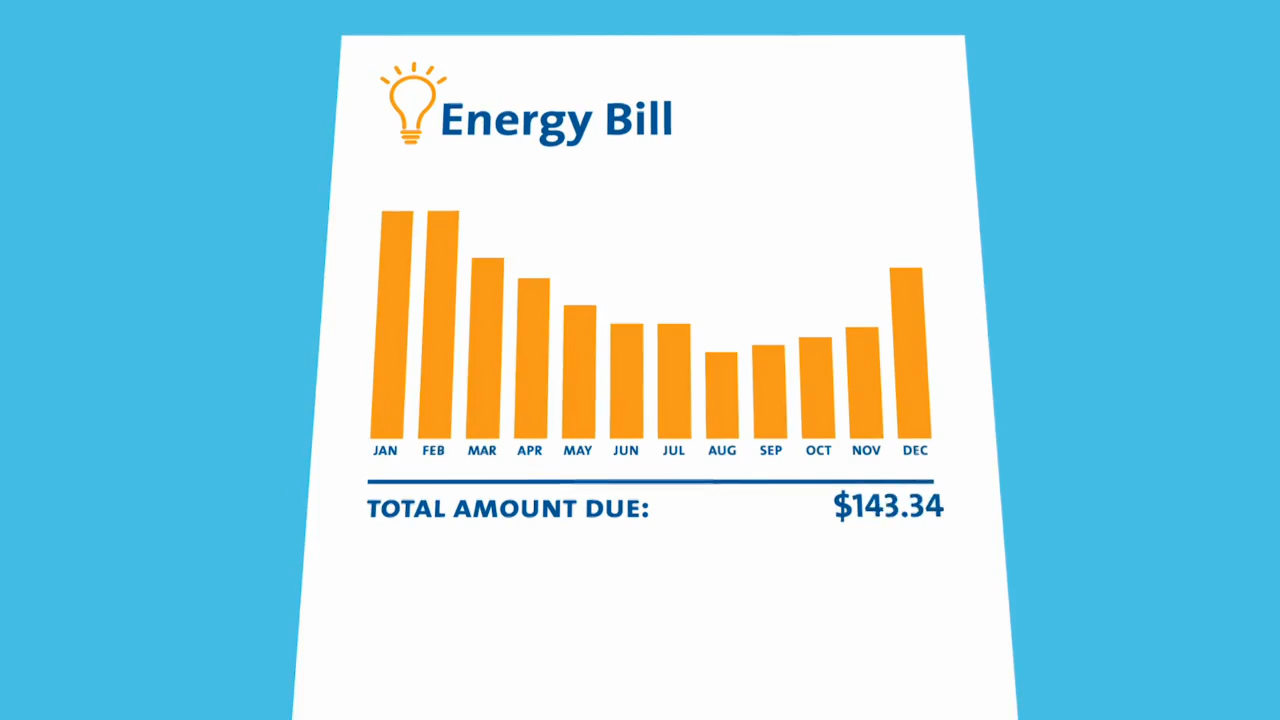 Energy Bill
JAN FEB MAR APR MAY JUN JUL AUG SEP OCT NOV DEC
TOTAL AMOUNT DUE: $143.34